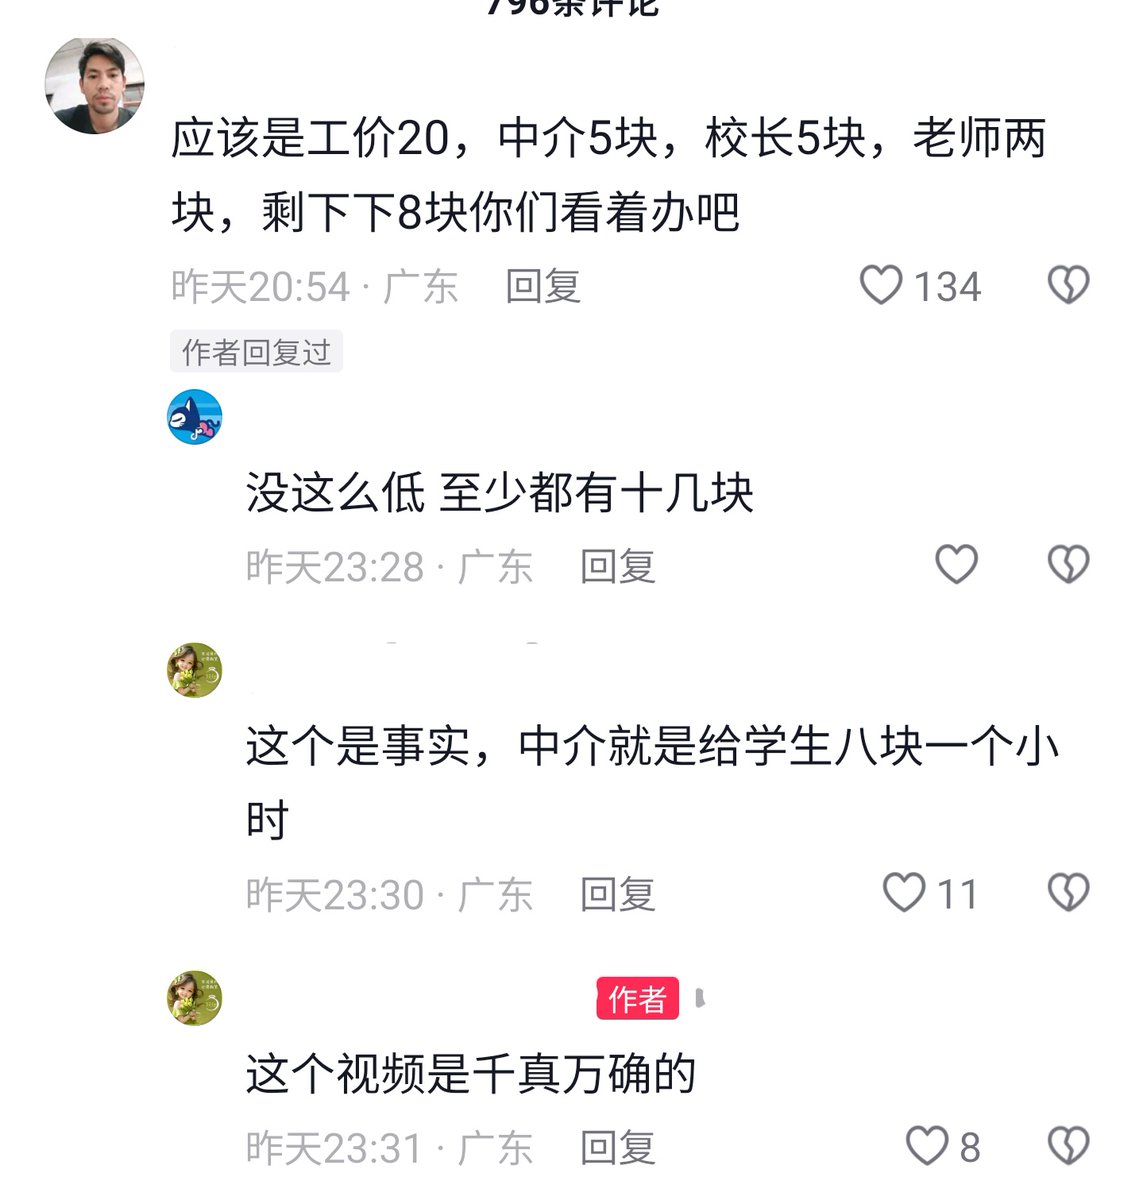 796条评论
应该是工价20，中介5块，校长5块，老师两
块，剩下下8块你们看着办吧
昨天20:54 · 广东 回复 134
作者回复过
没这么低 至少都有十几块
昨天23:28 · 广东 回复
这个是事实，中介就是给学生八块一个小
时
昨天23:30 · 广东 回复 11
作者
这个视频是千真万确的
昨天23:31 · 广东 回复 8